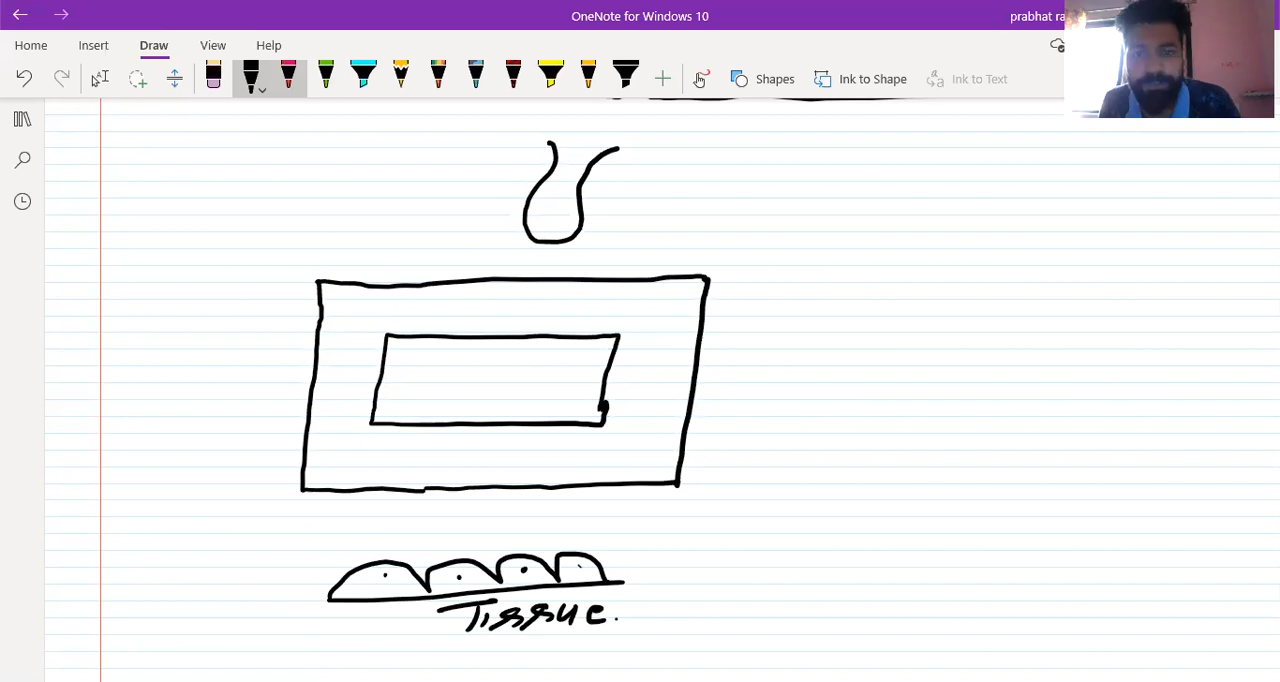 OneNote for Windows 10
prabhat ra
Home Insert Draw View Help
Shapes Ink to Shape Ink to Text
Tissue.